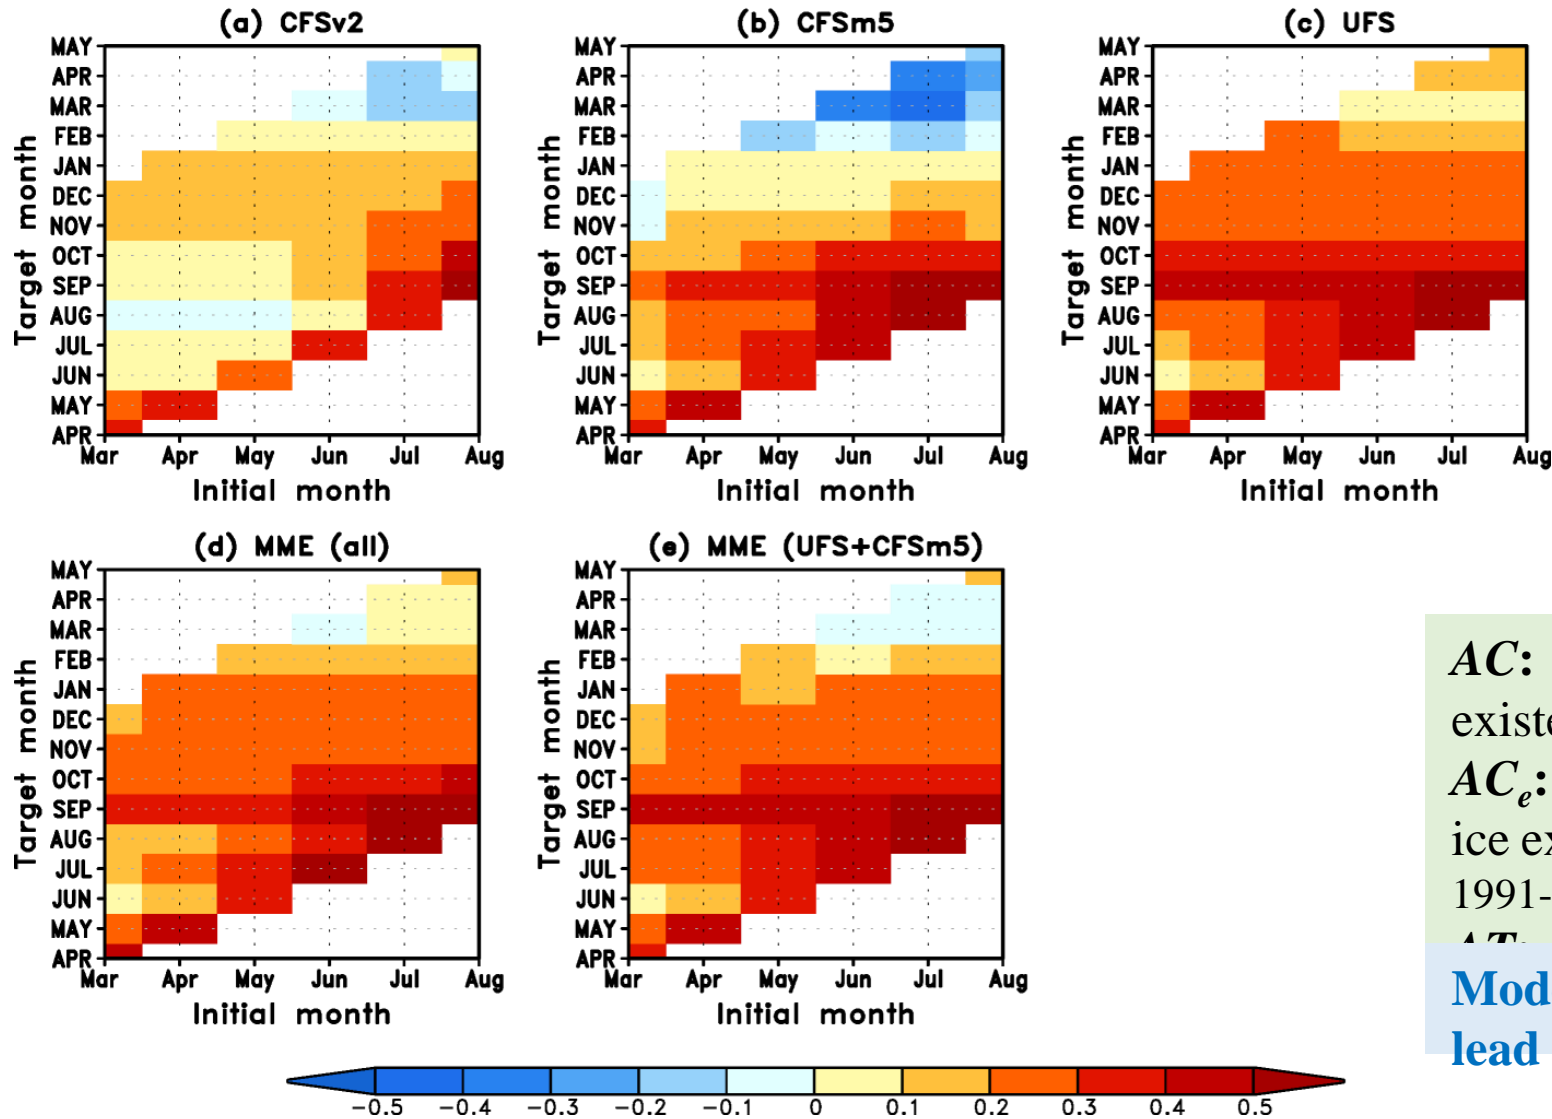 (a) CFSv2
MAY
APR
MAR
FEB
JAN
DEC
NOV
OCT
SEP
AUG
JUL
JUN
MAY
APR
Target month
Mar Apr May Jun Jul Aug
Initial month
(b) CFSm5
MAY
APR
MAR
FEB
JAN
DEC
NOV
OCT
SEP
AUG
JUL
JUN
MAY
APR
Target month
Mar Apr May Jun Jul Aug
Initial month
(c) UFS
MAY
APR
MAR
FEB
JAN
DEC
NOV
OCT
SEP
AUG
JUL
JUN
MAY
APR
Target month
Mar Apr May Jun Jul Aug
Initial month
(d) MME (all)
MAY
APR
MAR
FEB
JAN
DEC
NOV
OCT
SEP
AUG
JUL
JUN
MAY
APR
Target month
Mar Apr May Jun Jul Aug
Initial month
(e) MME (UFS+CFSm5)
MAY
APR
MAR
FEB
JAN
DEC
NOV
OCT
SEP
AUG
JUL
JUN
MAY
APR
Target month
Mar Apr May Jun Jul Aug
Initial month
−0.5 −0.4 −0.3 −0.2 −0.1 0 0.1 0.2 0.3 0.4 0.5
AC:
existe
ACe:
ice ex
1991-
Mod
lead